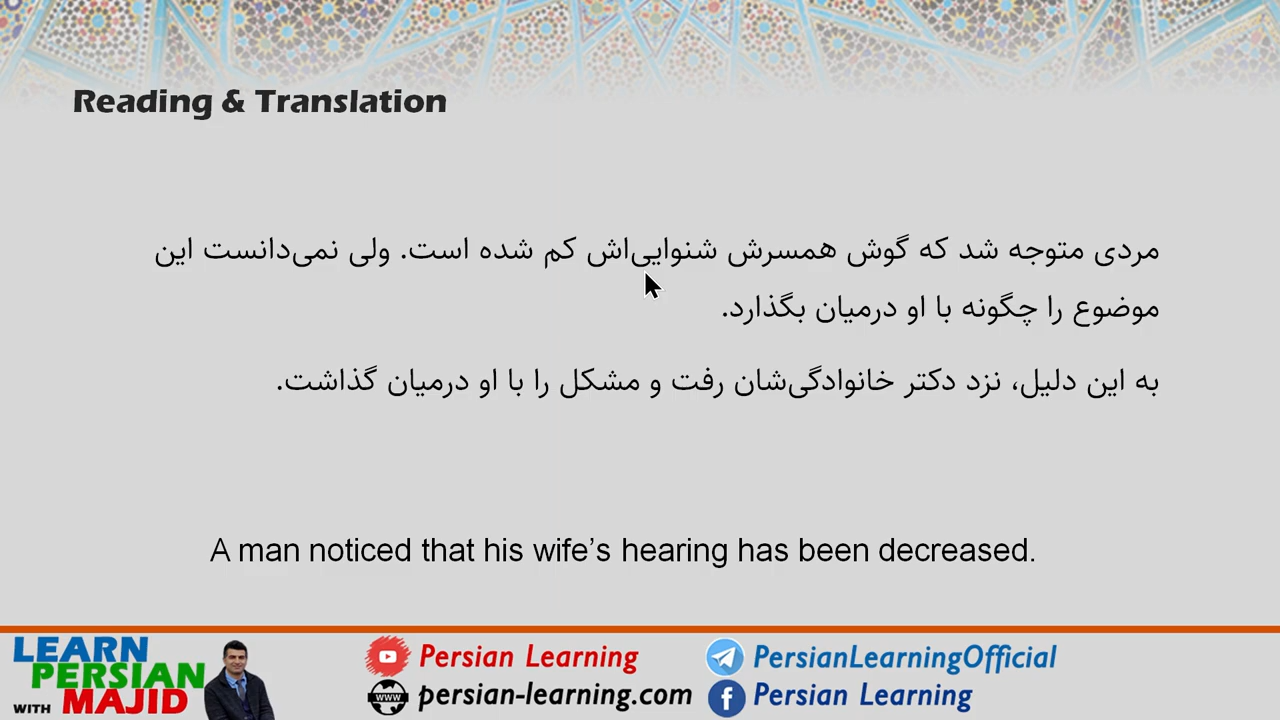 Reading & Translation
مردی متوجه شد که گوش همسرش شنوایی‌اش کم شده است. ولی نمی‌دانست این
موضوع را چگونه با او درمیان بگذارد.
به این دلیل، نزد دکتر خانوادگی‌شان رفت و مشکل را با او درمیان گذاشت.
A man noticed that his wife’s hearing has been decreased.
LEARN
PERSIAN
WITH MAJID
Persian Learning
PersianLearningOfficial
WWW
persian-learning.com
Persian Learning